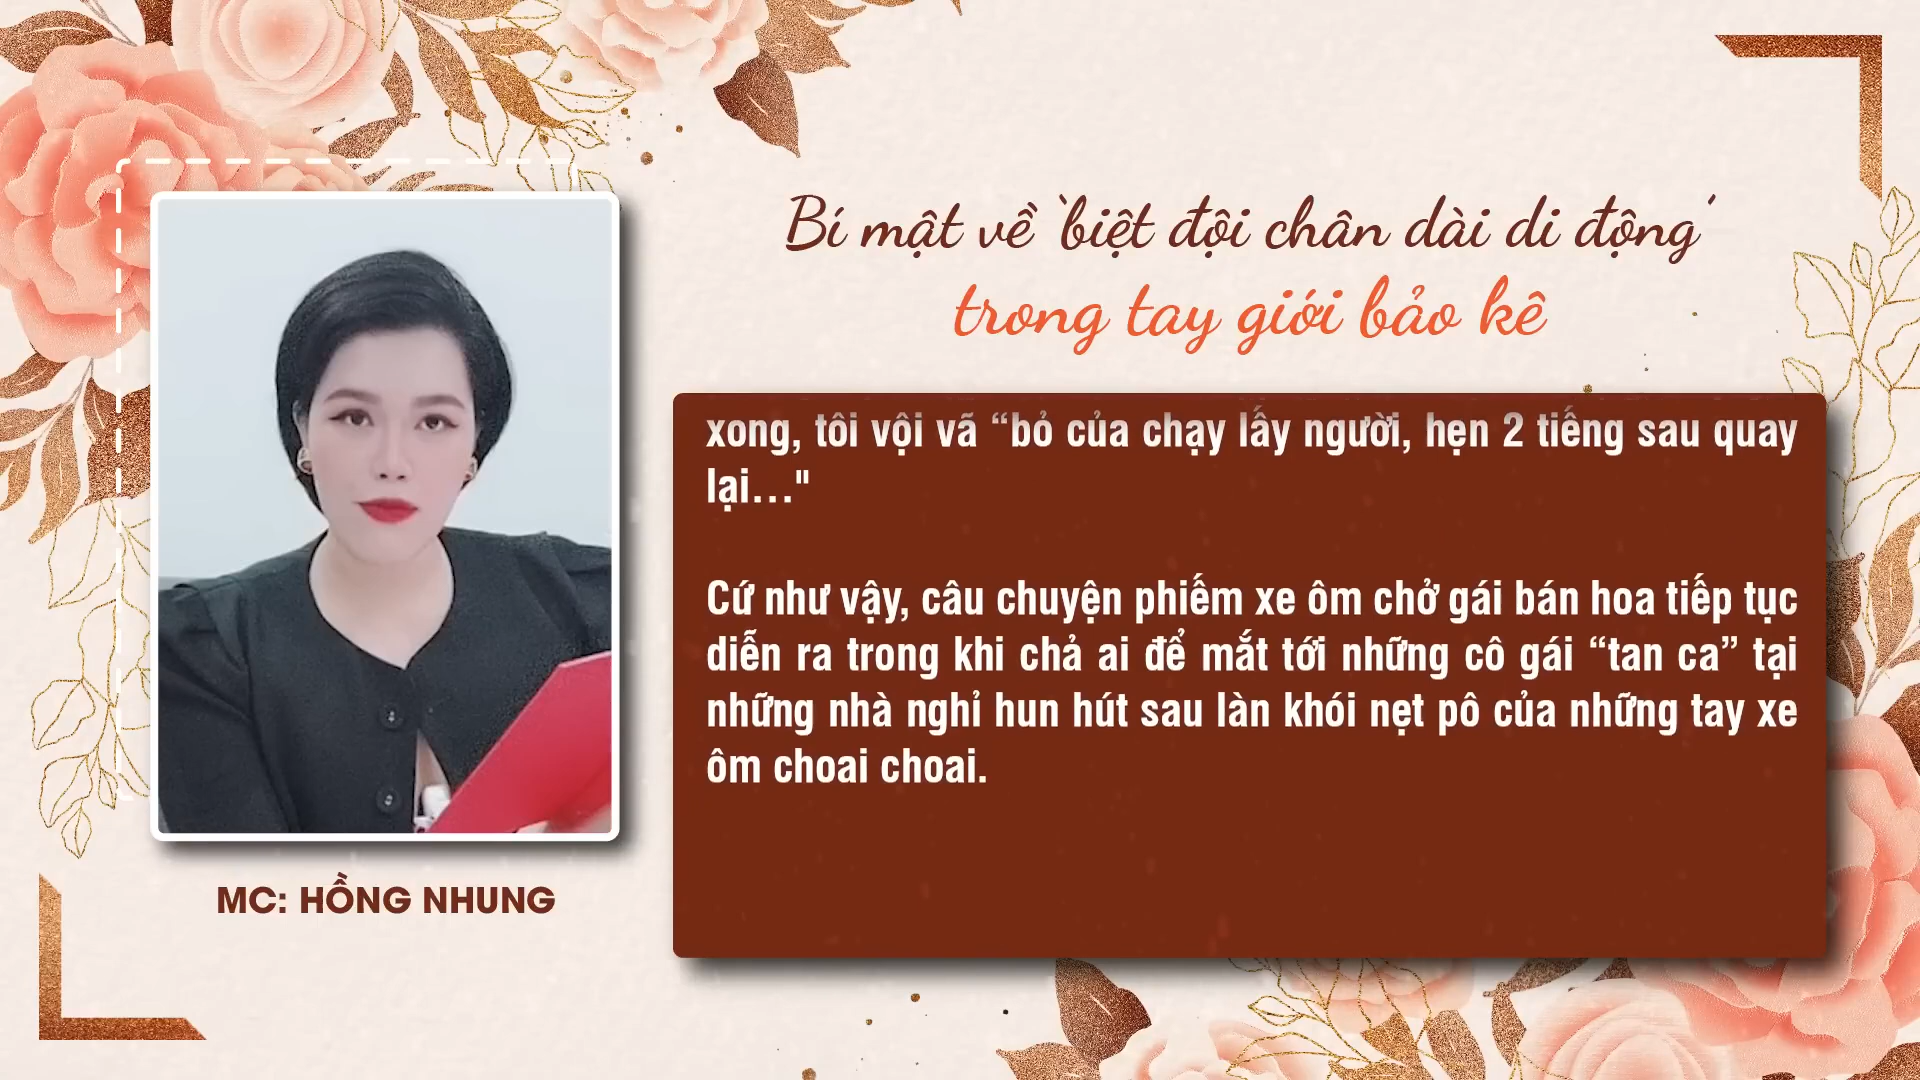 Bí mật về ‘biệt đội chân dài di động’
trong tay giới bảo kê
xong, tôi vội vã “bỏ của chạy lấy người, hẹn 2 tiếng sau quay
lại…"
Cứ như vậy, câu chuyện phiếm xe ôm chở gái bán hoa tiếp tục
diễn ra trong khi chả ai để mắt tới những cô gái “tan ca” tại
những nhà nghỉ hun hút sau làn khói nẹt pô của những tay xe
ôm choai choai.
MC: HỒNG NHUNG